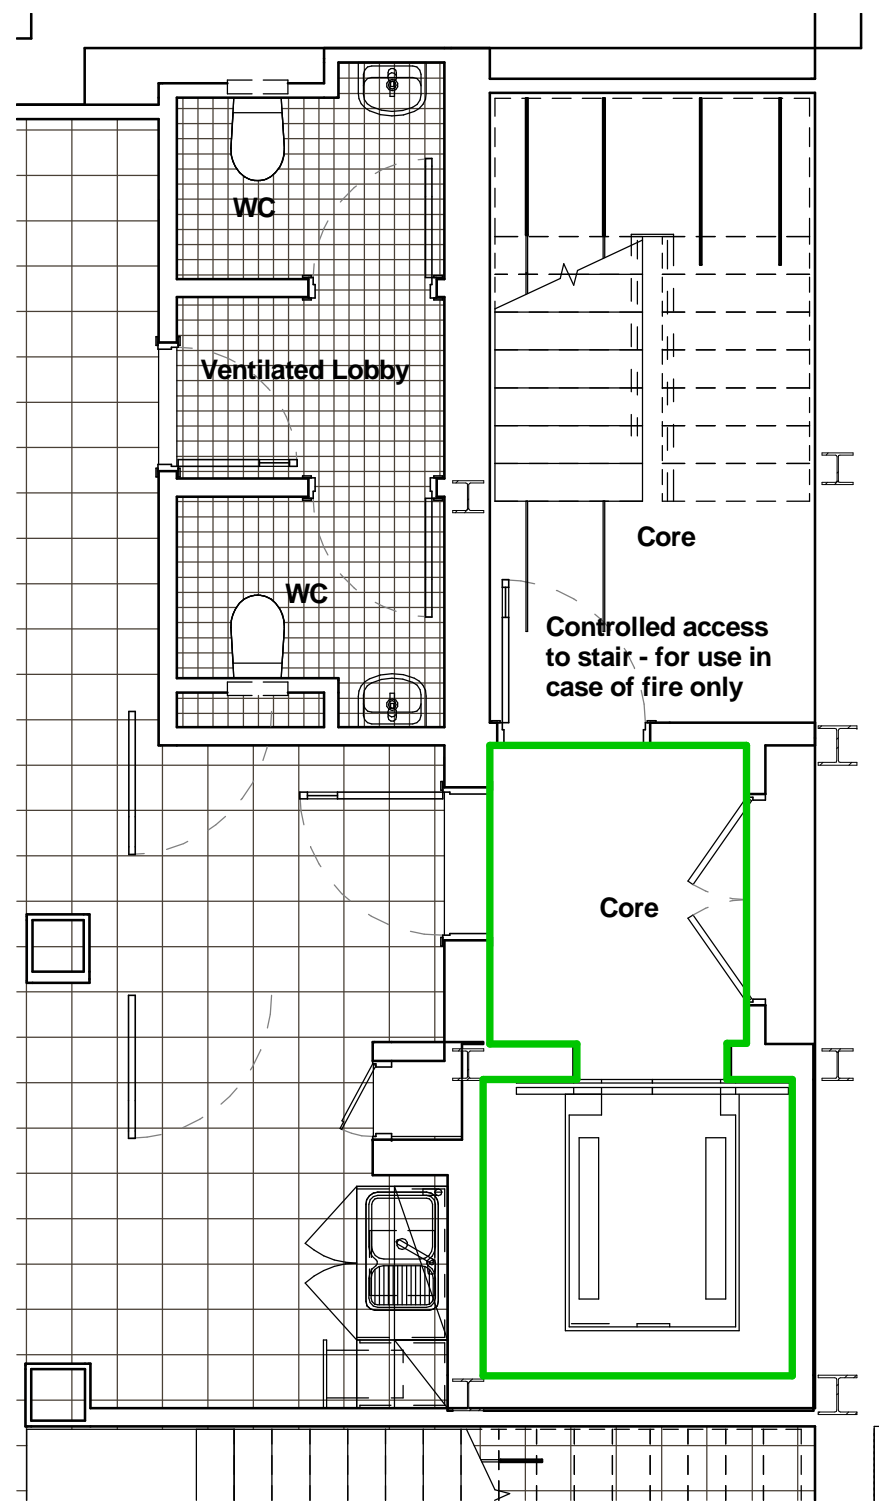 WC
Ventilated Lobby
Core
WC
Controlled access
to stair - for use in
case of fire only
Core